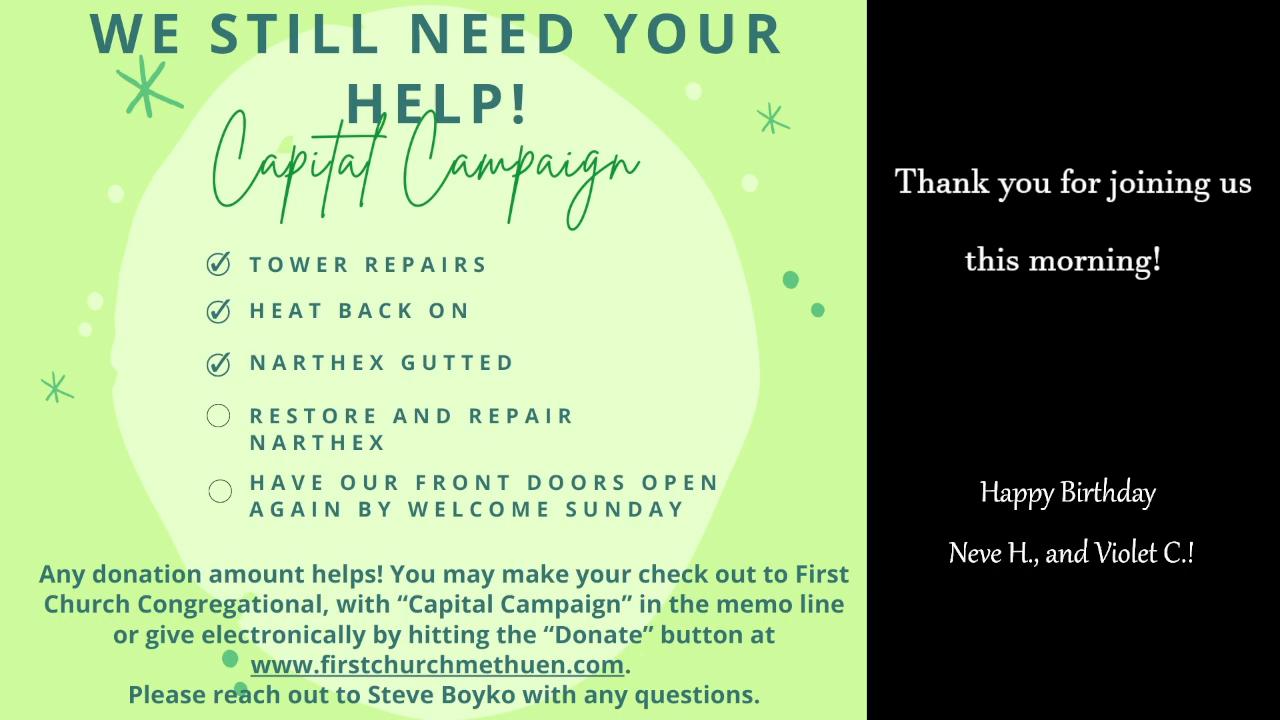 WE STILL NEED YOUR
HELP!
Capital Campaign
TOWER REPAIRS
HEAT BACK ON
NARTHEX GUTTED
RESTORE AND REPAIR
NARTHEX
HAVE OUR FRONT DOORS OPEN
AGAIN BY WELCOME SUNDAY
Any donation amount helps! You may make your check out to First
Church Congregational, with “Capital Campaign” in the memo line
or give electronically by hitting the “Donate” button at
www.firstchurchmethuen.com.
Please reach out to Steve Boyko with any questions.
Thank you for joining us
this morning!
Happy Birthday
Neve H., and Violet C.!